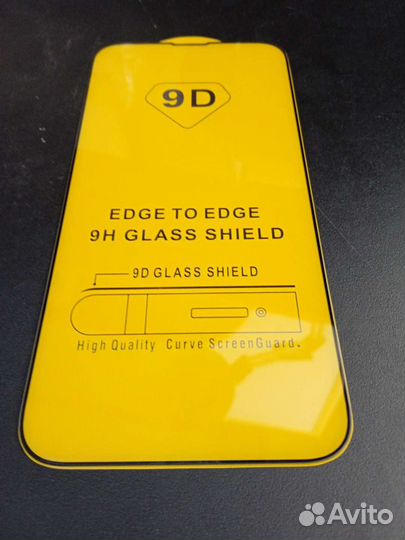 9D
EDGE TO EDGE
9H GLASS SHIELD
9D GLASS SHIELD
High Quality Curve ScreenGuard.
Avito